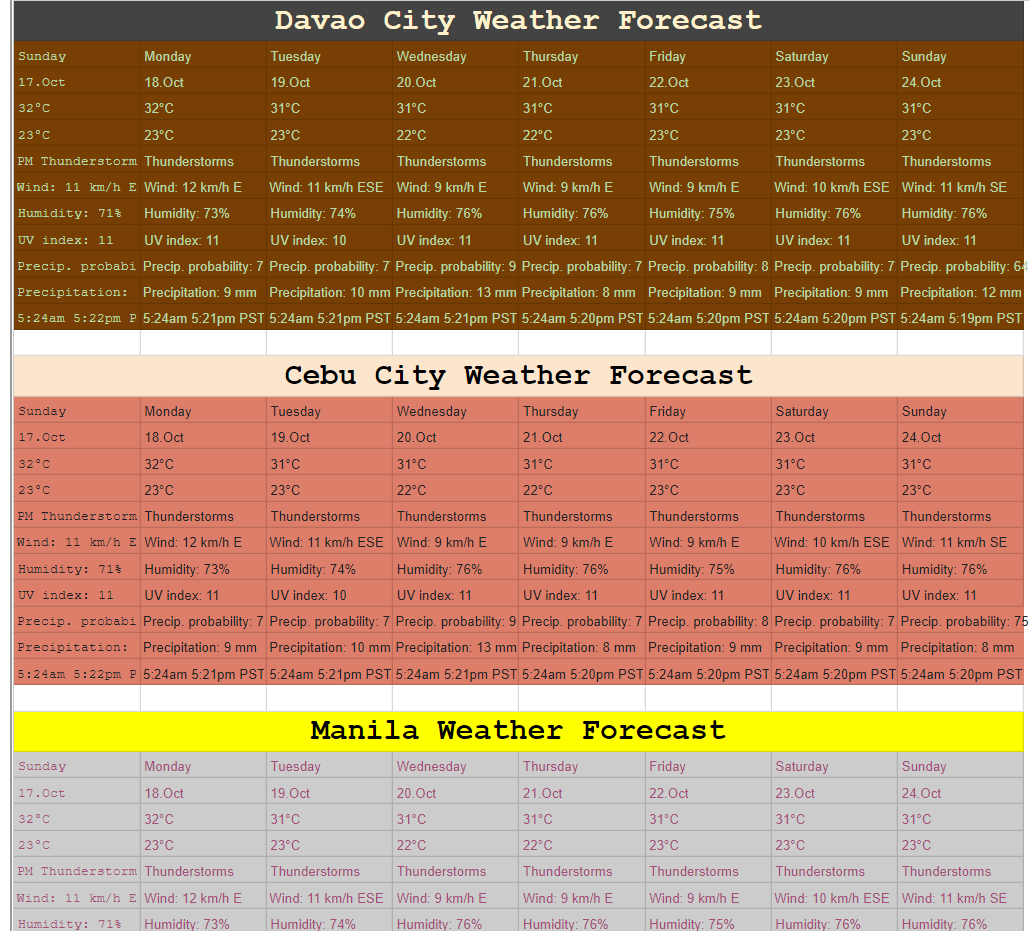 Davao City Weather Forecast
Sunday Monday Tuesday Wednesday Thursday Friday Saturday Sunday
17.Oct 18.Oct 19.Oct 20.Oct 21.Oct 22.Oct 23.Oct 24.Oct
32°C 32°C 31°C 31°C 31°C 31°C 31°C 31°C
23°C 23°C 23°C 22°C 22°C 23°C 23°C 23°C
PM Thunderstorm Thunderstorms Thunderstorms Thunderstorms Thunderstorms Thunderstorms Thunderstorms Thunderstorms
Wind: 11 km/h E Wind: 12 km/h E Wind: 11 km/h ESE Wind: 9 km/h E Wind: 9 km/h E Wind: 9 km/h E Wind: 10 km/h ESE Wind: 11 km/h SE
Humidity: 71% Humidity: 73% Humidity: 74% Humidity: 76% Humidity: 76% Humidity: 75% Humidity: 76% Humidity: 76%
UV index: 11 UV index: 11 UV index: 10 UV index: 11 UV index: 11 UV index: 11 UV index: 11 UV index: 11
Precip. probabi Precip. probability: 7 Precip. probability: 7 Precip. probability: 9 Precip. probability: 7 Precip. probability: 8 Precip. probability: 7 Precip. probability: 64
Precipitation: Precipitation: 9 mm Precipitation: 10 mm Precipitation: 13 mm Precipitation: 8 mm Precipitation: 9 mm Precipitation: 9 mm Precipitation: 12 mm
5:24am 5:22pm P 5:24am 5:21pm PST 5:24am 5:21pm PST 5:24am 5:21pm PST 5:24am 5:20pm PST 5:24am 5:20pm PST 5:24am 5:20pm PST 5:24am 5:19pm PST
Cebu City Weather Forecast
Sunday Monday Tuesday Wednesday Thursday Friday Saturday Sunday
17.Oct 18.Oct 19.Oct 20.Oct 21.Oct 22.Oct 23.Oct 24.Oct
32°C 32°C 31°C 31°C 31°C 31°C 31°C 31°C
23°C 23°C 23°C 22°C 22°C 23°C 23°C 23°C
PM Thunderstorm Thunderstorms Thunderstorms Thunderstorms Thunderstorms Thunderstorms Thunderstorms Thunderstorms
Wind: 11 km/h E Wind: 12 km/h E Wind: 11 km/h ESE Wind: 9 km/h E Wind: 9 km/h E Wind: 9 km/h E Wind: 10 km/h ESE Wind: 11 km/h SE
Humidity: 71% Humidity: 73% Humidity: 74% Humidity: 76% Humidity: 76% Humidity: 75% Humidity: 76% Humidity: 76%
UV index: 11 UV index: 11 UV index: 10 UV index: 11 UV index: 11 UV index: 11 UV index: 11 UV index: 11
Precip. probabi Precip. probability: 7 Precip. probability: 7 Precip. probability: 9 Precip. probability: 7 Precip. probability: 8 Precip. probability: 7 Precip. probability: 75
Precipitation: Precipitation: 9 mm Precipitation: 10 mm Precipitation: 13 mm Precipitation: 8 mm Precipitation: 9 mm Precipitation: 9 mm Precipitation: 8 mm
5:24am 5:22pm P 5:24am 5:21pm PST 5:24am 5:21pm PST 5:24am 5:21pm PST 5:24am 5:20pm PST 5:24am 5:20pm PST 5:24am 5:20pm PST 5:24am 5:20pm PST
Manila Weather Forecast
Sunday Monday Tuesday Wednesday Thursday Friday Saturday Sunday
17.Oct 18.Oct 19.Oct 20.Oct 21.Oct 22.Oct 23.Oct 24.Oct
32°C 32°C 31°C 31°C 31°C 31°C 31°C 31°C
23°C 23°C 23°C 22°C 22°C 23°C 23°C 23°C
PM Thunderstorm Thunderstorms Thunderstorms Thunderstorms Thunderstorms Thunderstorms Thunderstorms Thunderstorms
Wind: 11 km/h E Wind: 12 km/h E Wind: 11 km/h ESE Wind: 9 km/h E Wind: 9 km/h E Wind: 9 km/h E Wind: 10 km/h ESE Wind: 11 km/h SE
Humidity: 71% Humidity: 73% Humidity: 74% Humidity: 76% Humidity: 76% Humidity: 75% Humidity: 76% Humidity: 76%